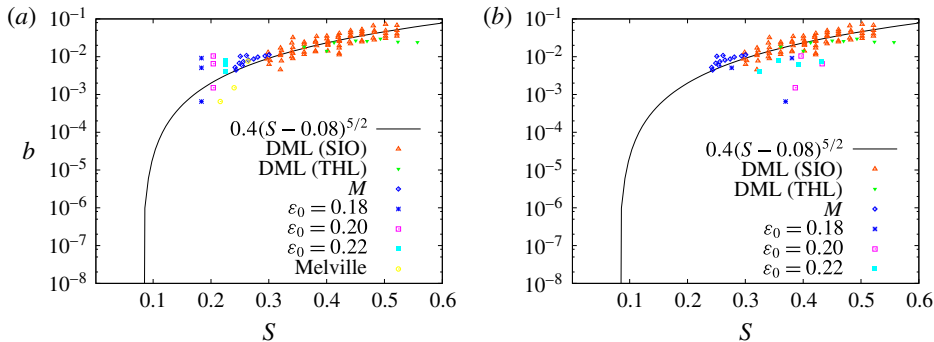 (a)
10⁻¹
10⁻²
10⁻³
10⁻⁴
10⁻⁵
10⁻⁶
10⁻⁷
10⁻⁸
b
0.4(S − 0.08)^{5/2}
DML (SIO)
DML (THL)
M
ε₀ = 0.18
ε₀ = 0.20
ε₀ = 0.22
Melville
0.1 0.2 0.3 0.4 0.5 0.6
S
(b)
10⁻¹
10⁻²
10⁻³
10⁻⁴
10⁻⁵
10⁻⁶
10⁻⁷
10⁻⁸
0.4(S − 0.08)^{5/2}
DML (SIO)
DML (THL)
M
ε₀ = 0.18
ε₀ = 0.20
ε₀ = 0.22
0.1 0.2 0.3 0.4 0.5 0.6
S